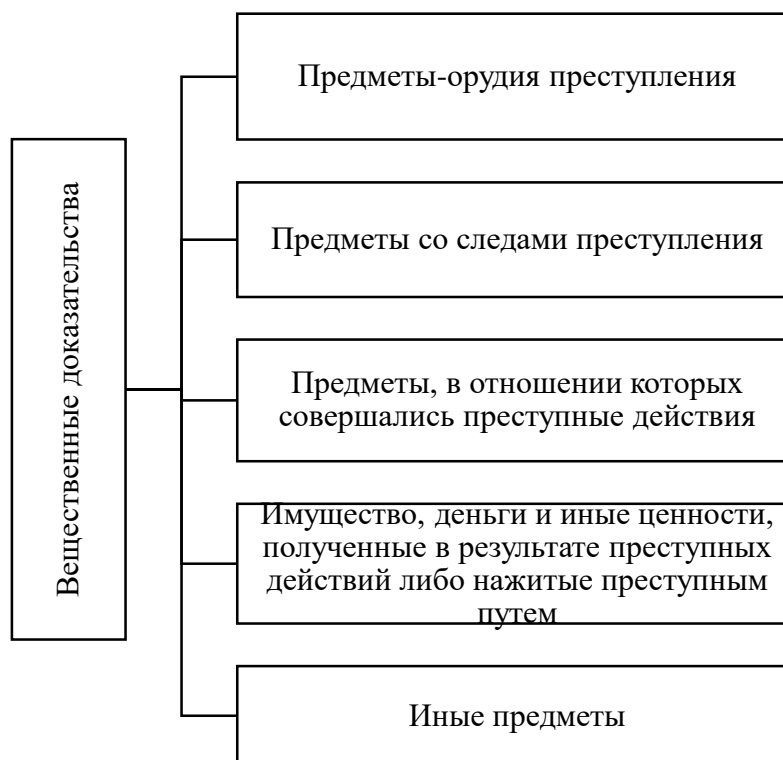 Вещественные доказательства
Предметы-орудия преступления
Предметы со следами преступления
Предметы, в отношении которых
совершались преступные действия
Имущество, деньги и иные ценности,
полученные в результате преступных
действий либо нажитые преступным
путем
Иные предметы